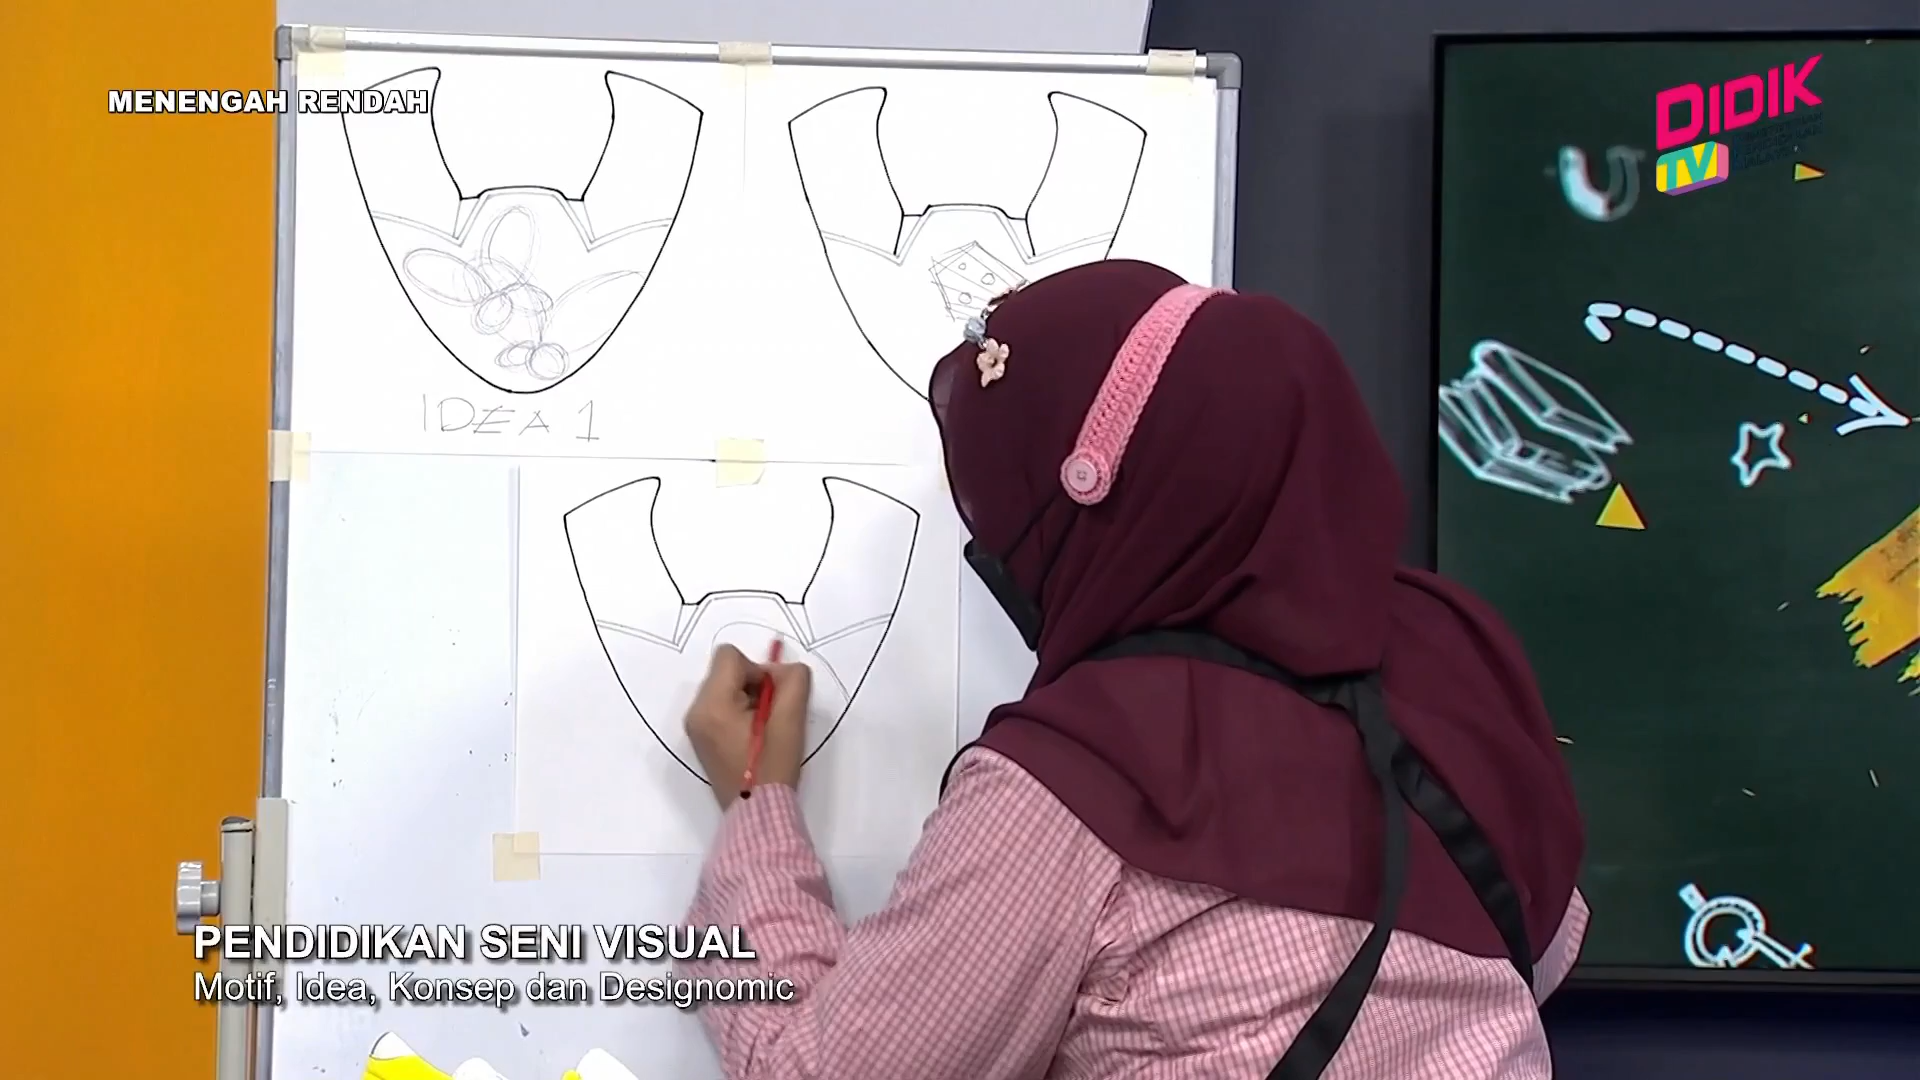 MENENGAH RENDAH
DIDIK
TV
IDEA 1
PENDIDIKAN SENI VISUAL
Motif, Idea, Konsep dan Designomic